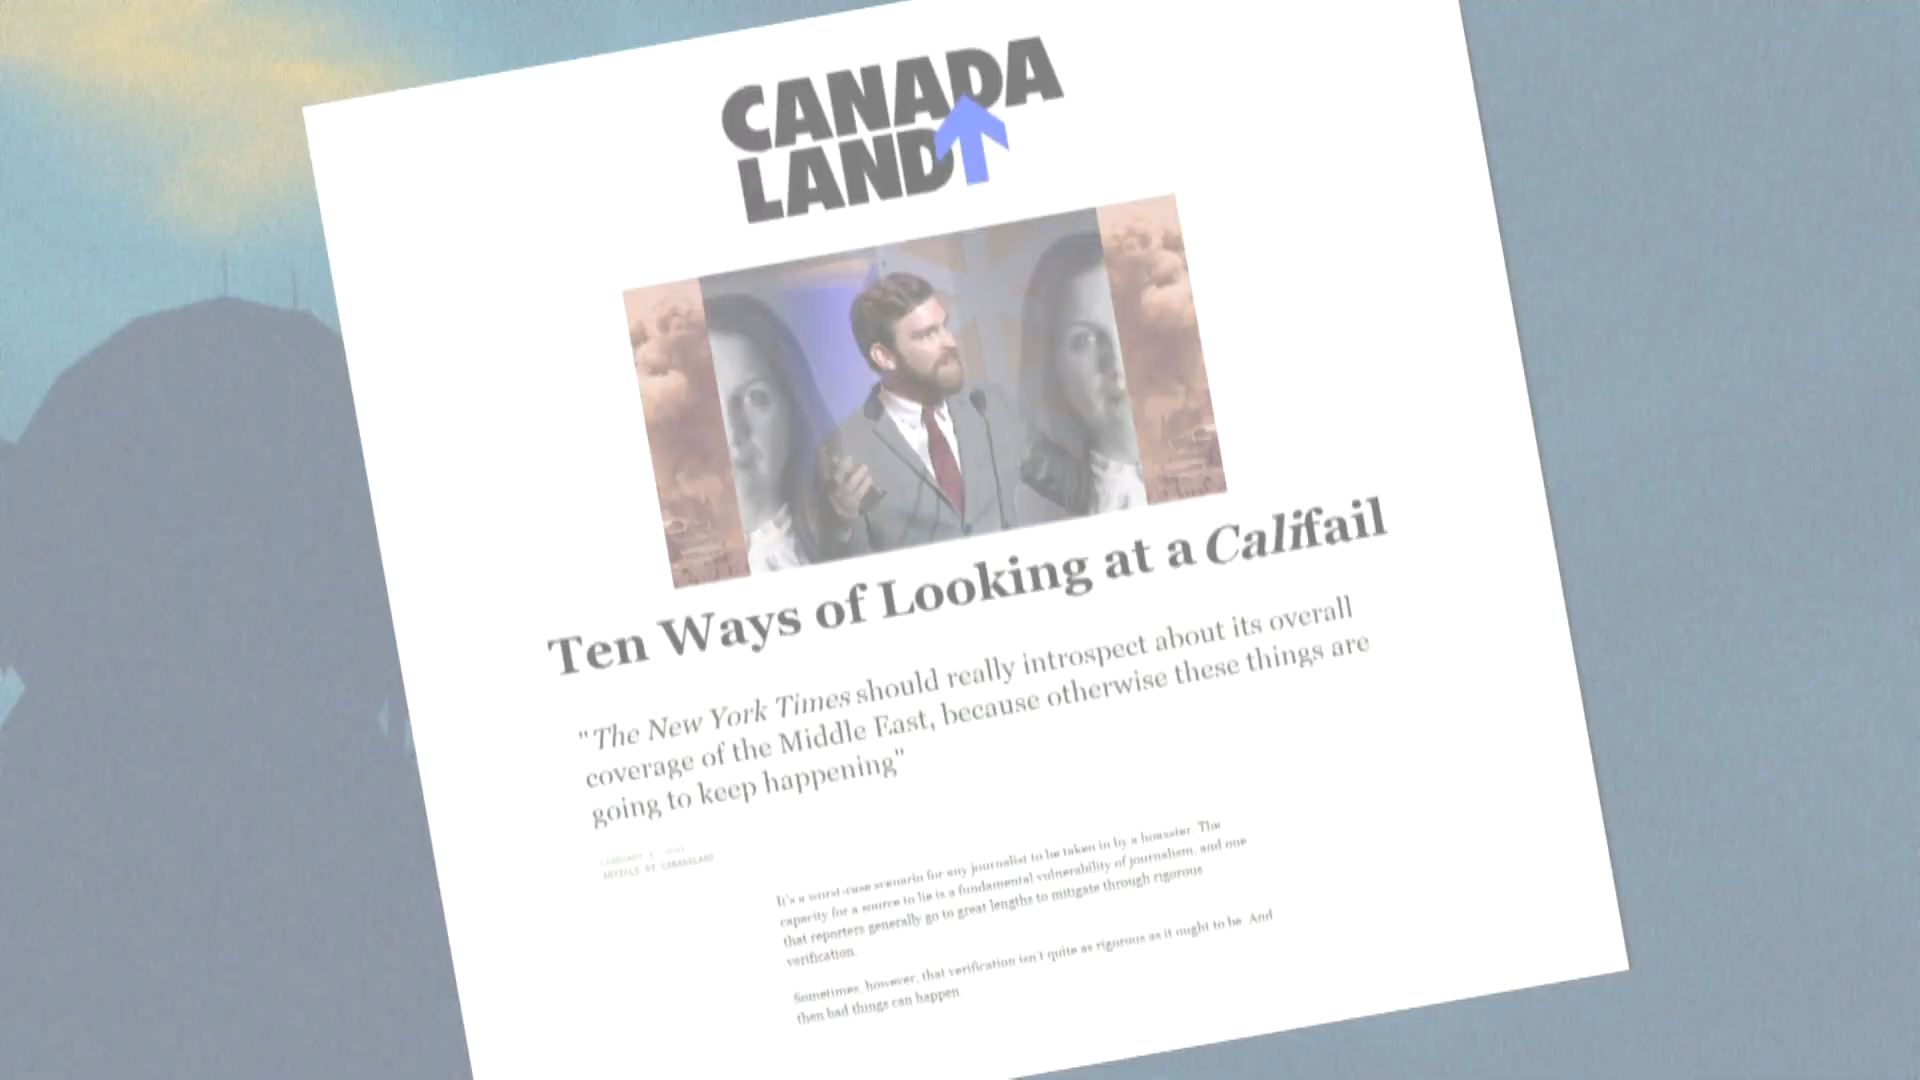 CANADA
LAND
Ten Ways of Looking at a Califail
"The New York Times should really introspect about its overall
coverage of the Middle East, because otherwise these things are
going to keep happening"
ARTICLE BY CANADALAND
It's a worst-case scenario for any journalist to be taken in by a hoaxster. The
capacity for a source to lie is a fundamental vulnerability of journalism, and one
that reporters generally go to great lengths to mitigate through rigorous
verification.
Sometimes, however, that verification isn't quite as rigorous as it ought to be. And
then bad things can happen.